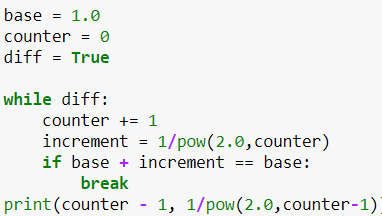 base = 1.0
counter = 0
diff = True
while diff:
counter += 1
increment = 1/pow(2.0,counter)
if base + increment == base:
break
print(counter - 1, 1/pow(2.0,counter-1))